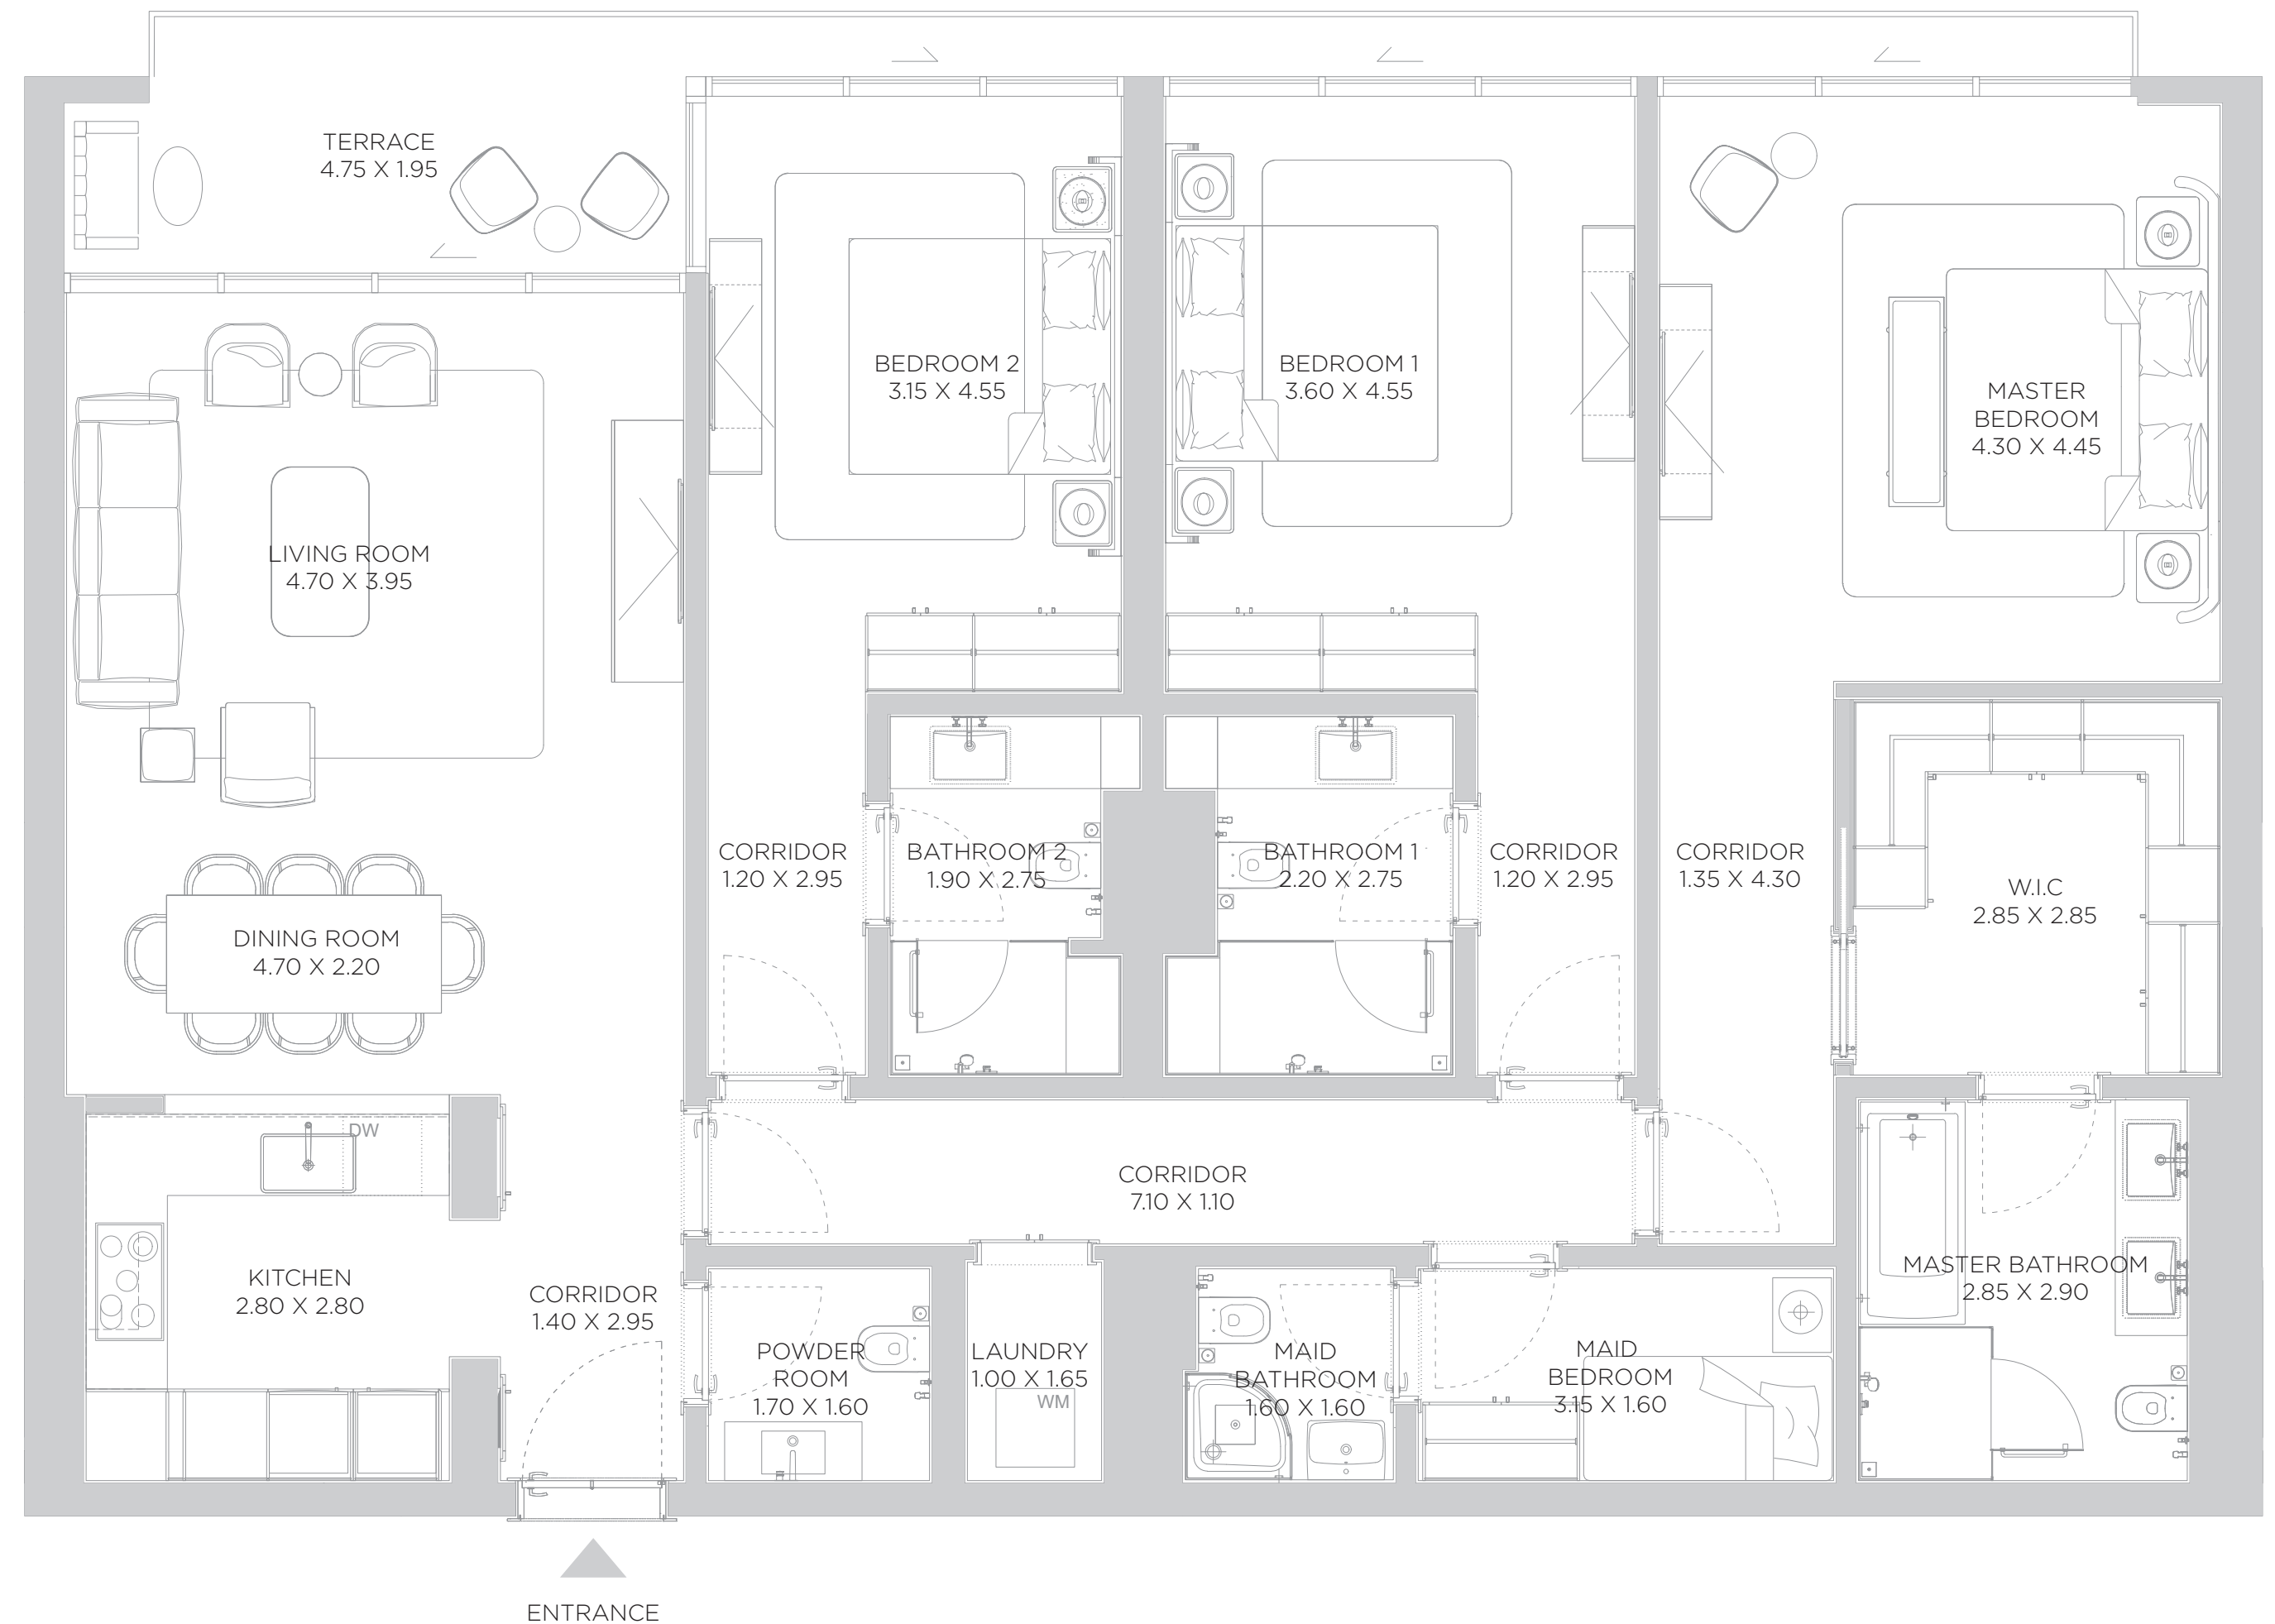 TERRACE
4.75 X 1.95
BEDROOM 2
3.15 X 4.55
BEDROOM 1
3.60 X 4.55
MASTER
BEDROOM
4.30 X 4.45
LIVING ROOM
4.70 X 3.95
CORRIDOR
1.20 X 2.95
BATHROOM 2
1.90 X 2.75
BATHROOM 1
2.20 X 2.75
CORRIDOR
1.20 X 2.95
CORRIDOR
1.35 X 4.30
W.I.C
2.85 X 2.85
DINING ROOM
4.70 X 2.20
DW
CORRIDOR
7.10 X 1.10
KITCHEN
2.80 X 2.80
CORRIDOR
1.40 X 2.95
MASTER BATHROOM
2.85 X 2.90
POWDER
ROOM
1.70 X 1.60
LAUNDRY
1.00 X 1.65
WM
MAID
BATHROOM
1.60 X 1.60
MAID
BEDROOM
3.15 X 1.60
ENTRANCE